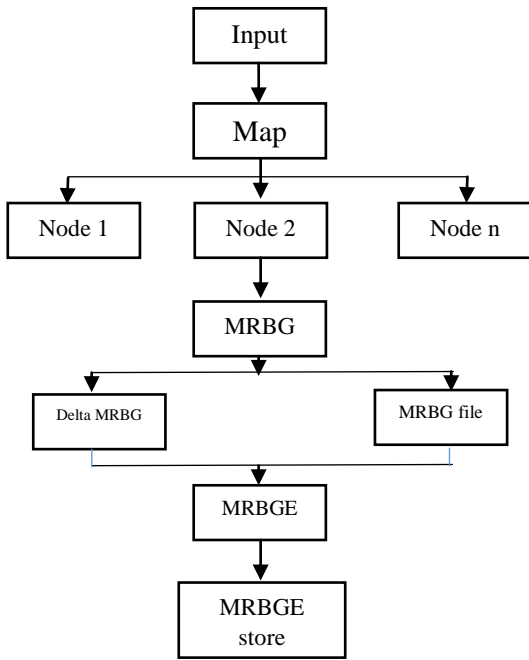 Input
Map
Node 1
Node 2
Node n
MRBG
Delta MRBG
MRBG file
MRBGE
MRBGE
store